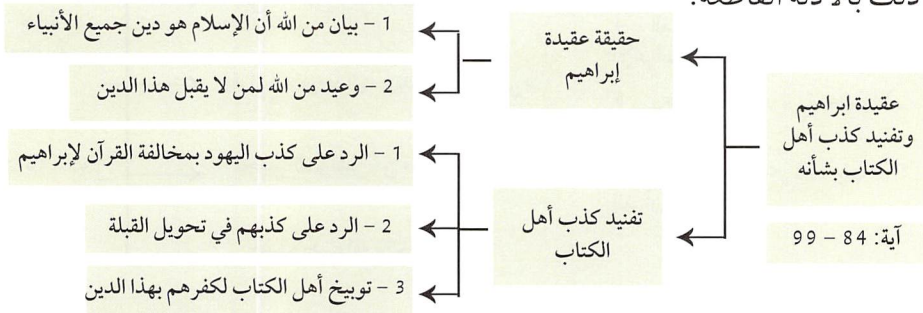 ذلك بالأدلة القاطعة.
عقيدة ابراهيم
وتفنيد كذب أهل
الكتاب بشأنه
آية: 84 – 99
حقيقة عقيدة
إبراهيم
1 – بيان من الله أن الإسلام هو دين جميع الأنبياء
2 – وعيد من الله لمن لا يقبل هذا الدين
تفنيد كذب أهل
الكتاب
1 – الرد على كذب اليهود بمخالفة القرآن لإبراهيم
2 – الرد على كذبهم في تحويل القبلة
3 – توبيخ أهل الكتاب لكفرهم بهذا الدين